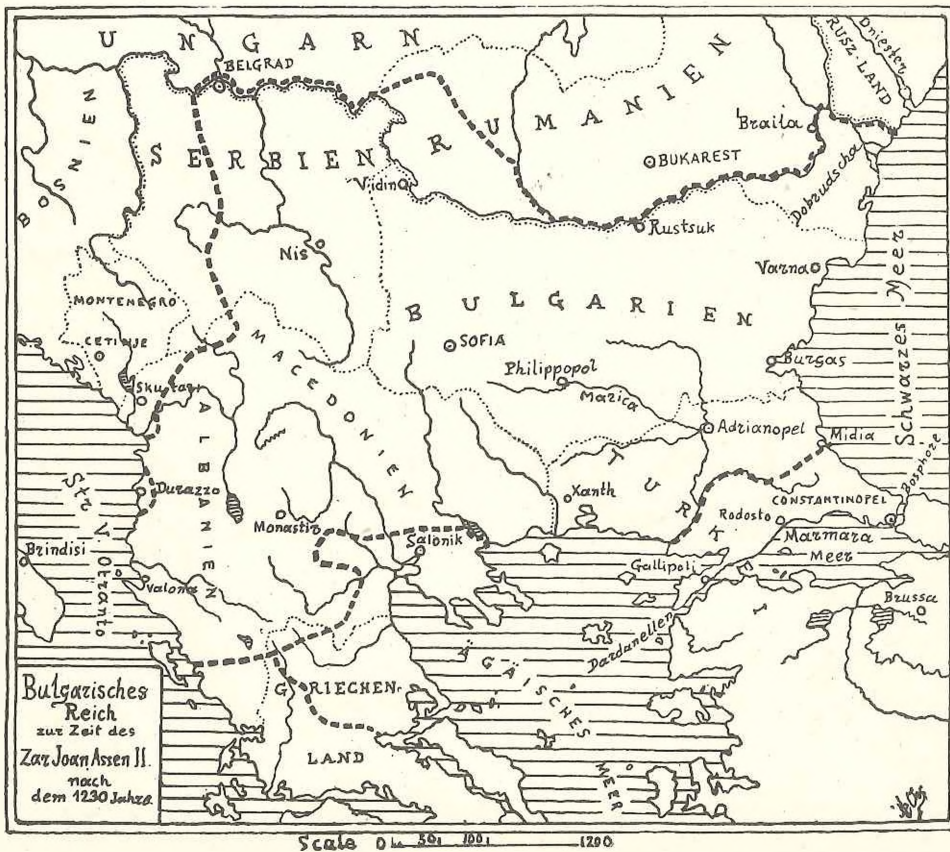 UNGARN
BELGRAD
BOSNIEN
SERBIEN
RUMANIEN
RUSZLAND
Dniester
Braila
BUKAREST
Dobrudscha
Vidin
Rustsuk
Nis
Varna
Schwarzes Meer
MONTENEGRO
BULGARIEN
CETINJE
MACEDONIEN
SOFIA
Burgas
Skutari
Philippopol
Marica
ALBANIEN
Adrianopel
Midia
TURKEI
Bosphore
Str. V. Otranto
Durazzo
Xanth
CONSTANTINOPEL
Monastir
Rodosto
Salonik
Marmara
Meer
Brindisi
Gallipoli
Valona
Brussa
Dardanellen
ÄGÄISCHES
MEER
GRIECHEN-
LAND
Bulgarisches
Reich
zur Zeit des
Zar Joan Assen II.
nach
dem 1230 Jahre.
Scale 0 50 100 200